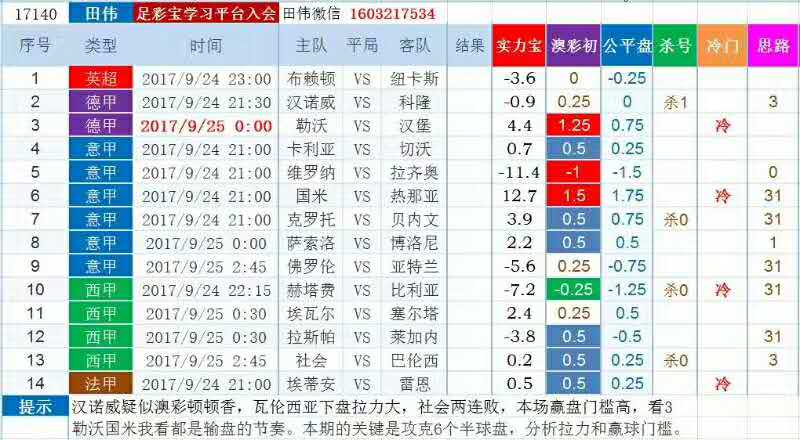 17140 田伟 足彩宝学习平台入会 田伟微信 1603217534
序号 类型 时间 主队 平局 客队 结果 实力宝 澳彩初 公平盘 杀号 冷门 思路
1 英超 2017/9/24 23:00 布赖顿 VS 纽卡斯 -3.6 0 -0.25
2 德甲 2017/9/24 21:30 汉诺威 VS 科隆 -0.9 0.25 0 杀1 3
3 德甲 2017/9/25 0:00 勒沃 VS 汉堡 4.4 1.25 0.75 冷
4 意甲 2017/9/24 21:00 卡利亚 VS 切沃 0.7 0.5 0.25
5 意甲 2017/9/24 21:00 维罗纳 VS 拉齐奥 -11.4 -1 -1.5 0
6 意甲 2017/9/24 21:00 国米 VS 热那亚 12.7 1.5 1.75 冷 31
7 意甲 2017/9/24 21:00 克罗托 VS 贝内文 3.9 0.5 0.75 杀0 31
8 意甲 2017/9/25 0:00 萨索洛 VS 博洛尼 2.2 0.5 0.5 1
9 意甲 2017/9/25 2:45 佛罗伦 VS 亚特兰 -5.6 0.25 -0.75 31
10 西甲 2017/9/24 22:15 赫塔费 VS 比利亚 -7.2 -0.25 -1.25 杀0 冷 31
11 西甲 2017/9/25 0:30 埃瓦尔 VS 塞尔塔 2.4 0.25 0.5
12 西甲 2017/9/25 0:30 拉斯帕 VS 莱加内 -3.8 0.5 -0.5 31
13 西甲 2017/9/25 2:45 社会 VS 巴伦西 0.2 0.5 0.25 杀0 3
14 法甲 2017/9/24 21:00 埃蒂安 VS 雷恩 0.5 0.5 0.25 冷
提示 汉诺威疑似澳彩顿顿香，瓦伦西亚下盘拉力大，社会两连败，本场赢盘门槛高，看3
勒沃国米我看都是输盘的节奏。本期的关键是攻克6个半球盘，分析拉力和赢球门槛。